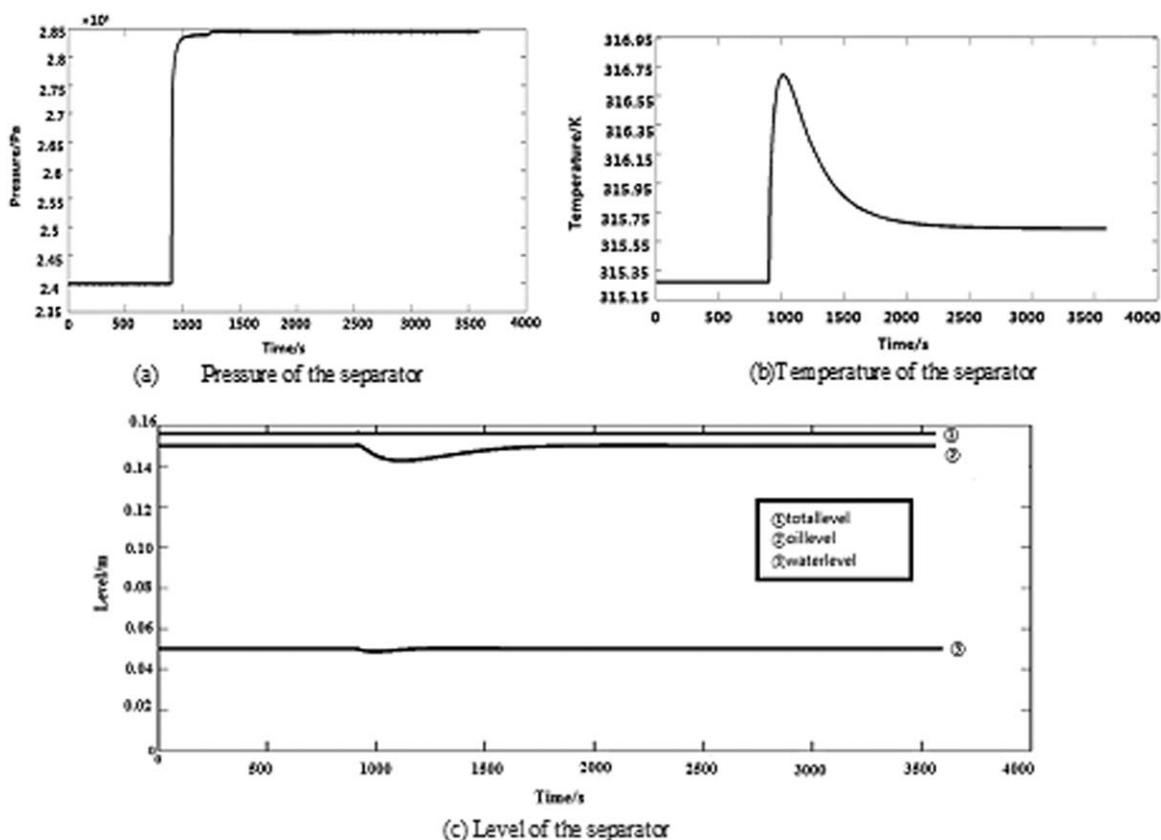 2.85
2.8
2.75
2.7
2.65
2.6
2.55
2.5
2.45
2.4
2.35
Pressure/Pa
0 500 1000 1500 2000 2500 3000 3500 4000
Time/s
(a) Pressure of the separator
316.95
316.75
316.55
316.35
316.15
315.95
315.75
315.55
315.35
315.15
Temperature/K
0 500 1000 1500 2000 2500 3000 3500 4000
Time/s
(b)Temperature of the separator
0.16
0.14
0.12
0.10
0.08
0.06
0.04
0.02
0
Level/m
①
②
③
①totallevel
②oillevel
③waterlevel
500 1000 1500 2000 2500 3000 3500 4000
Time/s
(c) Level of the separator